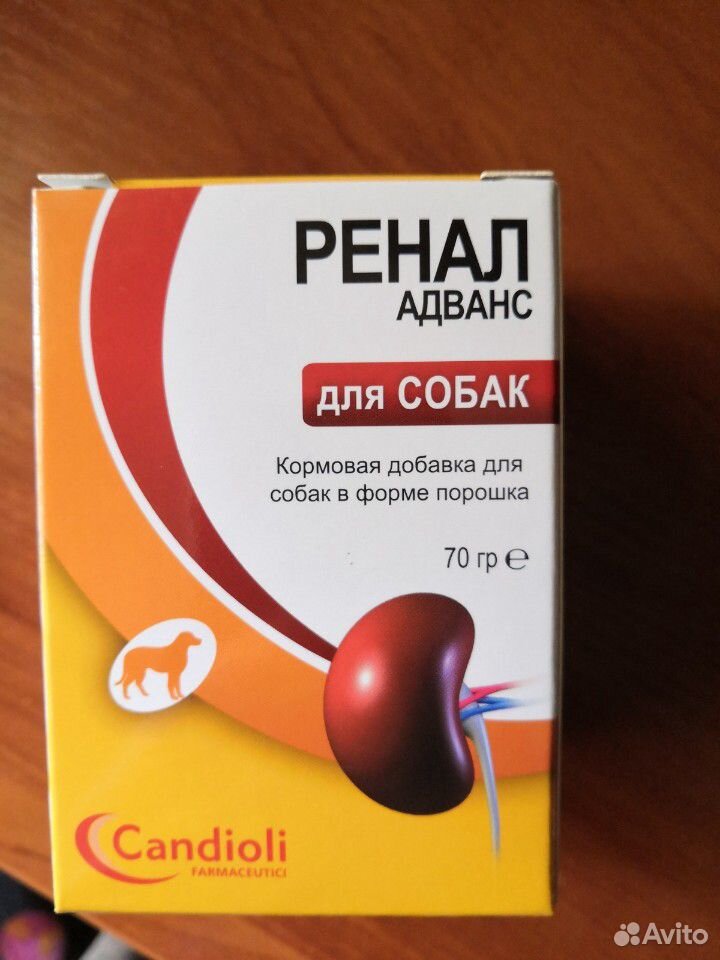 РЕНАЛ
АДВАНС
для СОБАК
Кормовая добавка для
собак в форме порошка
70 гр ℮
Candioli
FARMACEUTICI
Avito